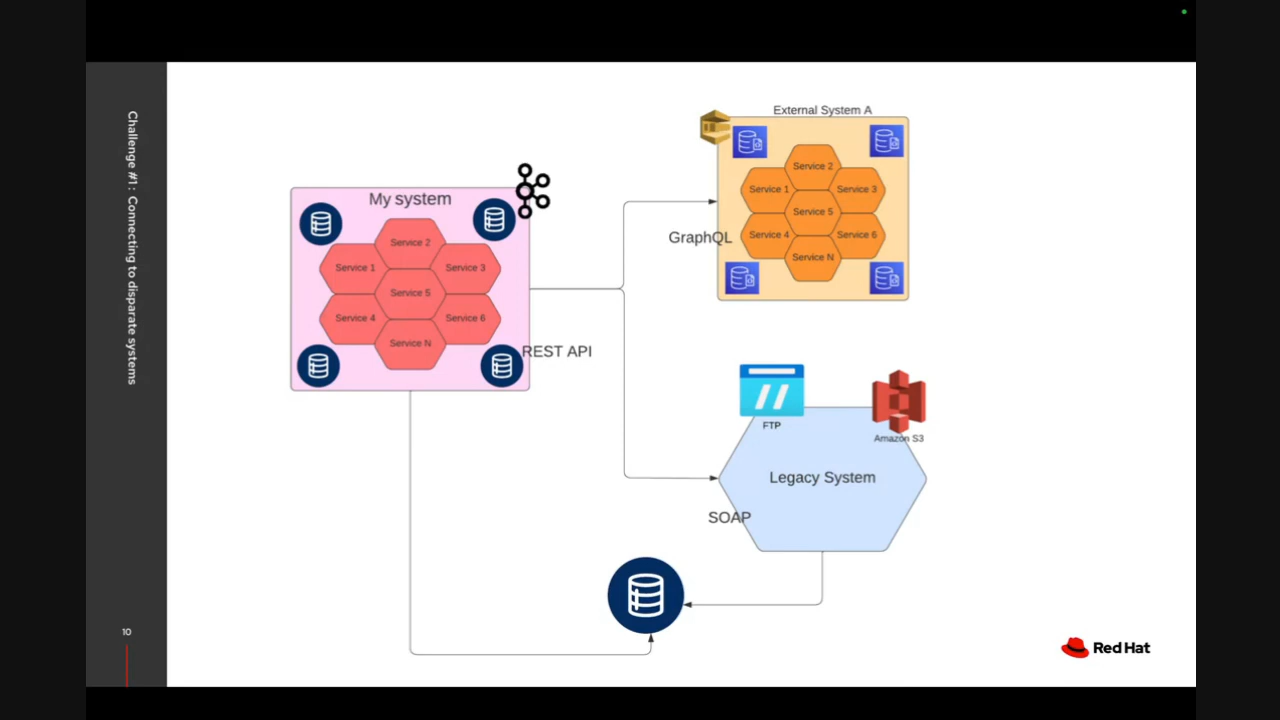 Challenge #1: Connecting to disparate systems
10
My system
Service 2
Service 1
Service 3
Service 5
Service 4
Service 6
Service N
REST API
External System A
Service 2
Service 1
Service 3
Service 5
Service 4
Service 6
Service N
GraphQL
FTP
Amazon S3
Legacy System
SOAP
Red Hat